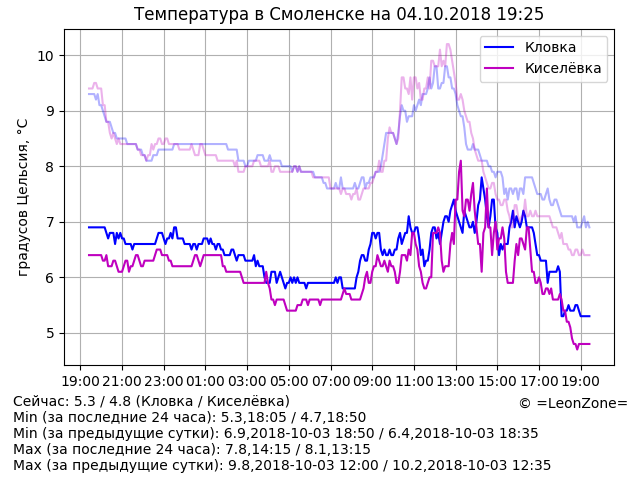 Температура в Смоленске на 04.10.2018 19:25
Кловка
Киселёвка
градусов Цельсия, °C
10
9
8
7
6
5
19:00 21:00 23:00 01:00 03:00 05:00 07:00 09:00 11:00 13:00 15:00 17:00 19:00
Сейчас: 5.3 / 4.8 (Кловка / Киселёвка)
© =LeonZone=
Min (за последние 24 часа): 5.3,18:05 / 4.7,18:50
Min (за предыдущие сутки): 6.9,2018-10-03 18:50 / 6.4,2018-10-03 18:35
Max (за последние 24 часа): 7.8,14:15 / 8.1,13:15
Max (за предыдущие сутки): 9.8,2018-10-03 12:00 / 10.2,2018-10-03 12:35